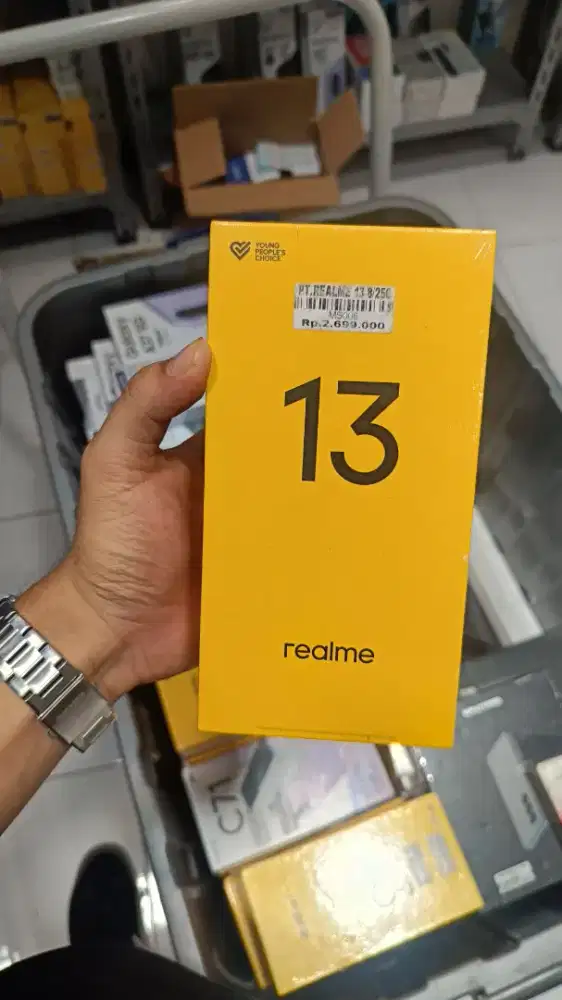 YOUNG
PEOPLE'S
CHOICE
PT.REALME 13 8/256
MS008
Rp.2.699.000
13
realme
C71